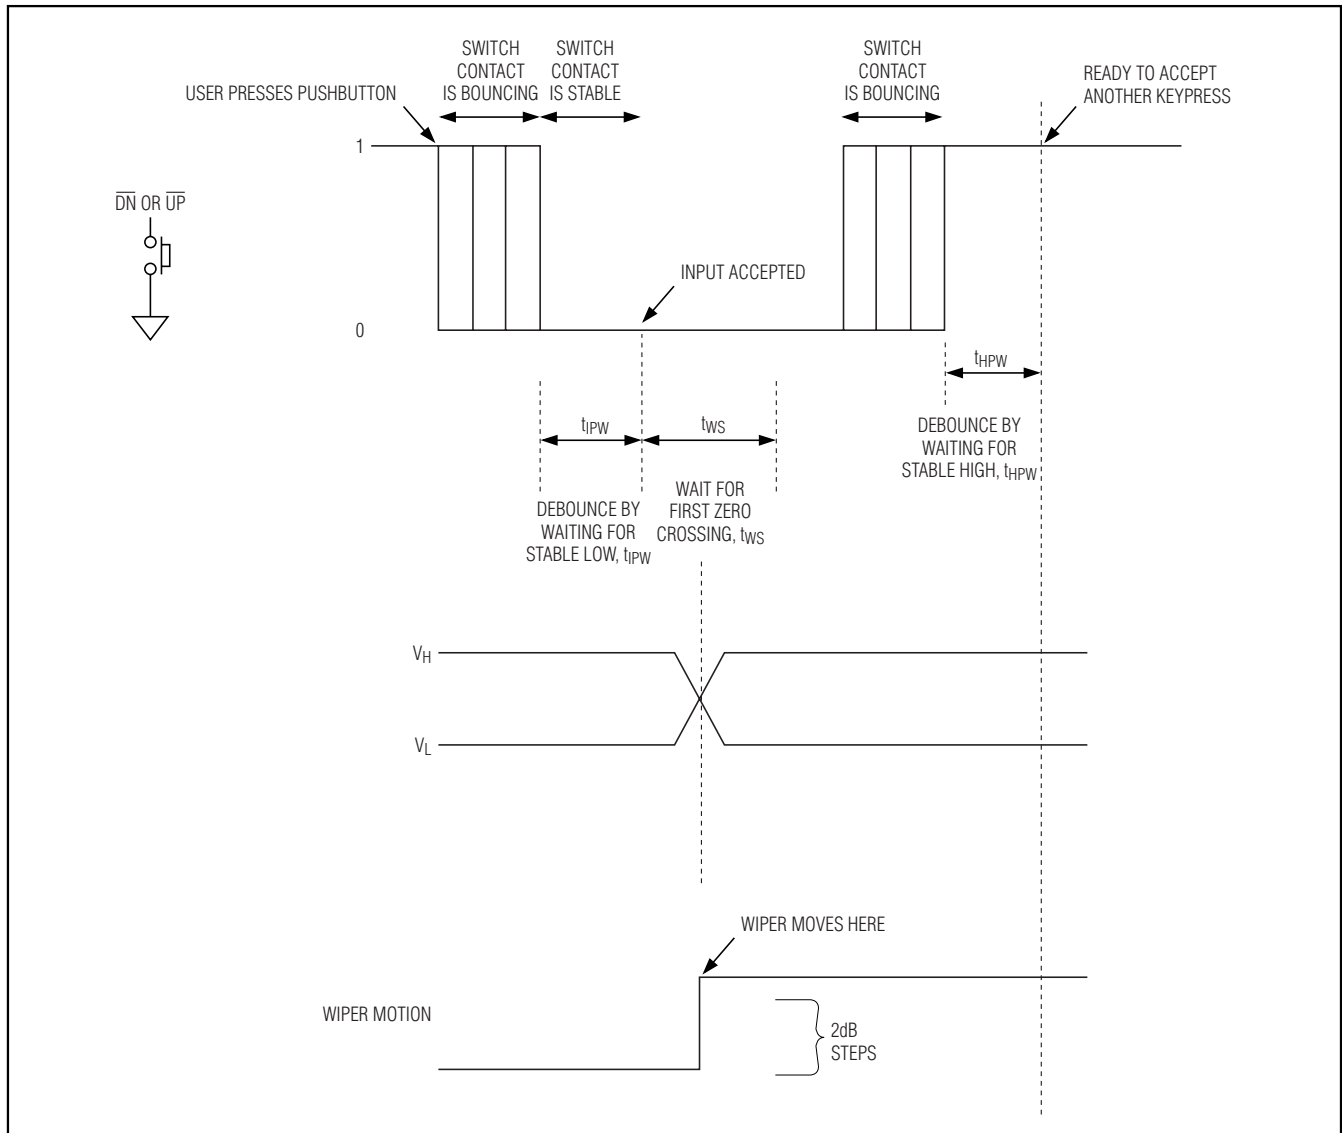 SWITCH
CONTACT
IS BOUNCING
SWITCH
CONTACT
IS STABLE
SWITCH
CONTACT
IS BOUNCING
READY TO ACCEPT
ANOTHER KEYPRESS
USER PRESSES PUSHBUTTON
1
D̅N̅ OR U̅P̅
INPUT ACCEPTED
0
tHPW
tIPW
tWS
DEBOUNCE BY
WAITING FOR
STABLE HIGH, tHPW
WAIT FOR
FIRST ZERO
CROSSING, tWS
DEBOUNCE BY
WAITING FOR
STABLE LOW, tIPW
VH
VL
WIPER MOVES HERE
WIPER MOTION
2dB
STEPS